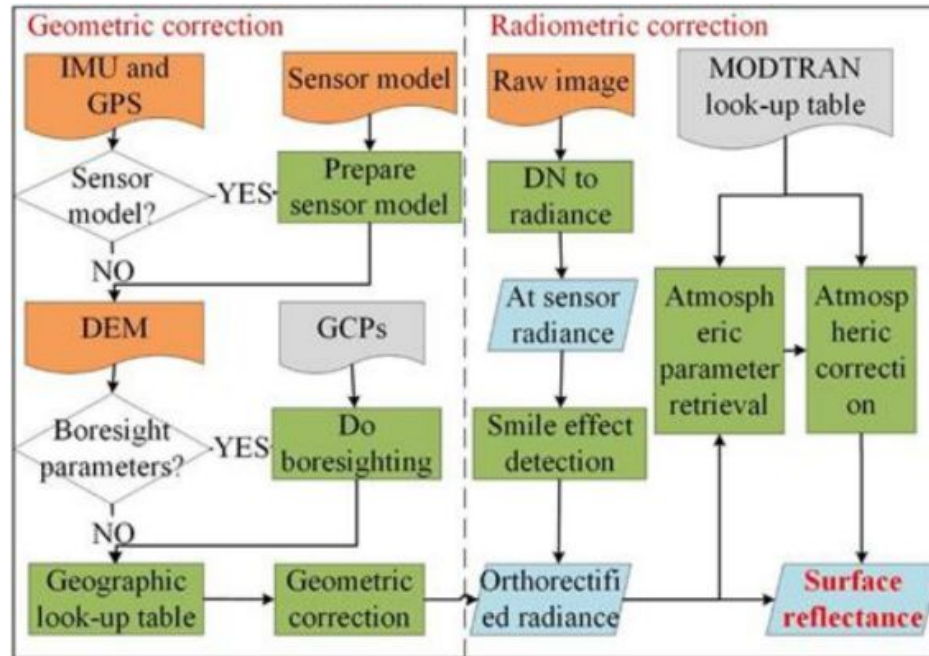 Geometric correction
IMU and
GPS
Sensor model
Sensor
model?
YES
Prepare
sensor model
NO
DEM
GCPs
Boresight
parameters?
YES
Do
boresighting
NO
Geographic
look-up table
Geometric
correction
Radiometric correction
Raw image
MODTRAN
look-up table
DN to
radiance
At sensor
radiance
Atmosph
eric
parameter
retrieval
Atmosp
heric
correcti
on
Smile effect
detection
Orthorectifi
ed radiance
Surface
reflectance